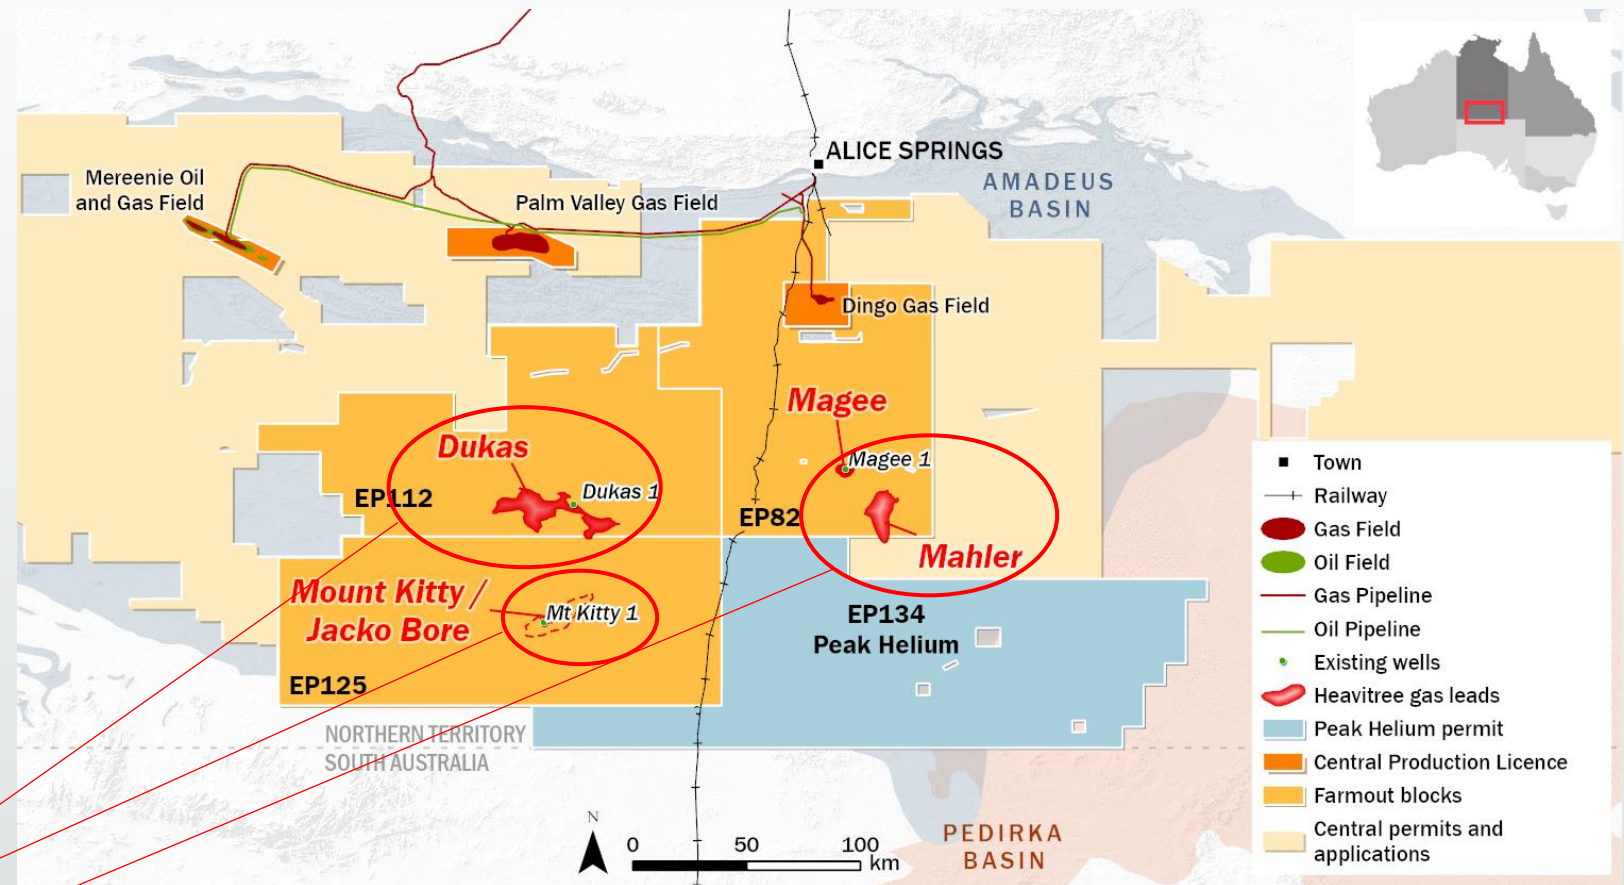 ALICE SPRINGS
AMADEUS
BASIN
Mereenie Oil
and Gas Field
Palm Valley Gas Field
Dingo Gas Field
Magee
Magee 1
Dukas
Dukas 1
EP112
EP82
Mahler
Mount Kitty /
Jacko Bore
Mt Kitty 1
EP134
Peak Helium
EP125
NORTHERN TERRITORY
SOUTH AUSTRALIA
PEDIRKA
BASIN
N
0 50 100
km
Town
Railway
Gas Field
Oil Field
Gas Pipeline
Oil Pipeline
Existing wells
Heavitree gas leads
Peak Helium permit
Central Production Licence
Farmout blocks
Central permits and
applications